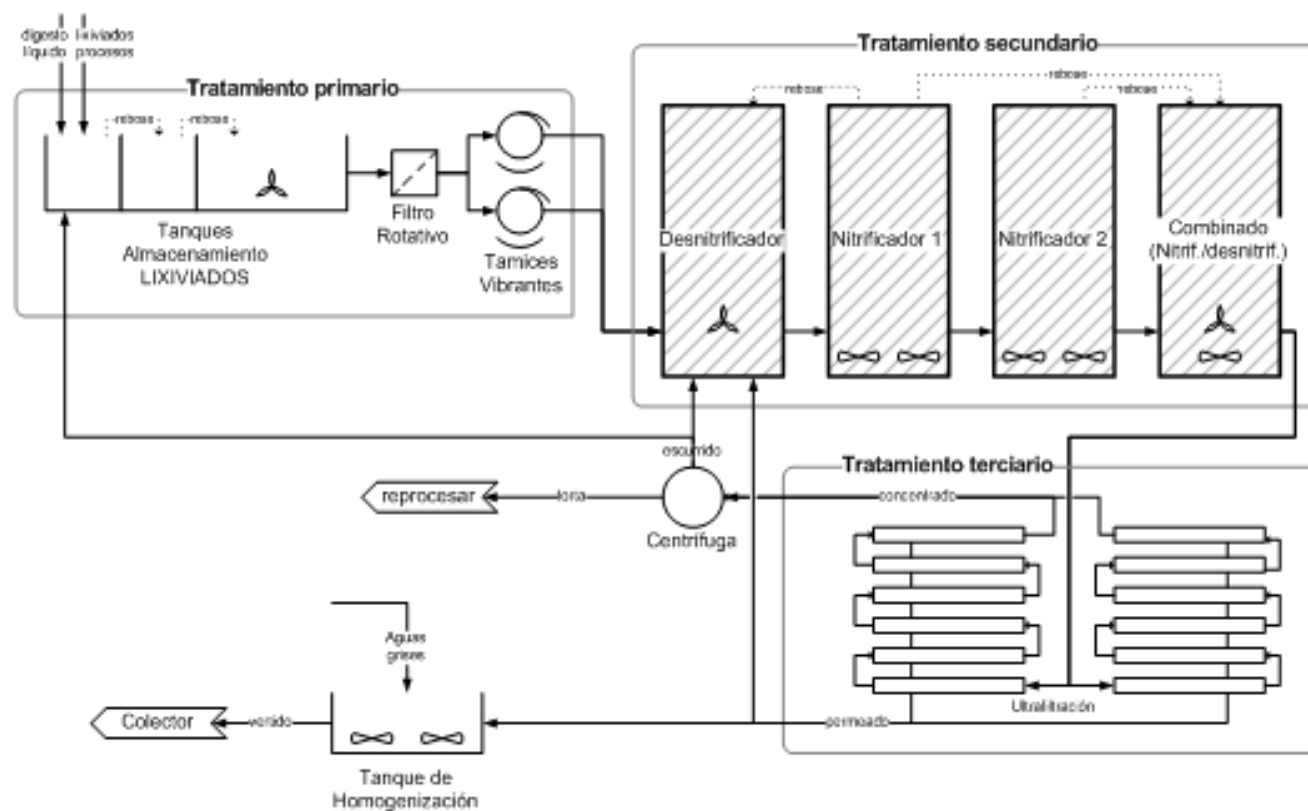 digesto lixiviados
líquido procesos
Tratamiento primario
rebose
rebose
Tanques
Almacenamiento
LIXIVIADOS
Filtro
Rotativo
Tamices
Vibrantes
Tratamiento secundario
rebose
rebose
rebose
Desnitrificador
Nitrificador 1
Nitrificador 2
Combinado
(Nitrif./desnitrif.)
escurrido
reprocesar
torta
Centrífuga
Tratamiento terciario
concentrado
Ultrafiltración
permeado
Aguas
grises
Colector
vertido
Tanque de
Homogenización